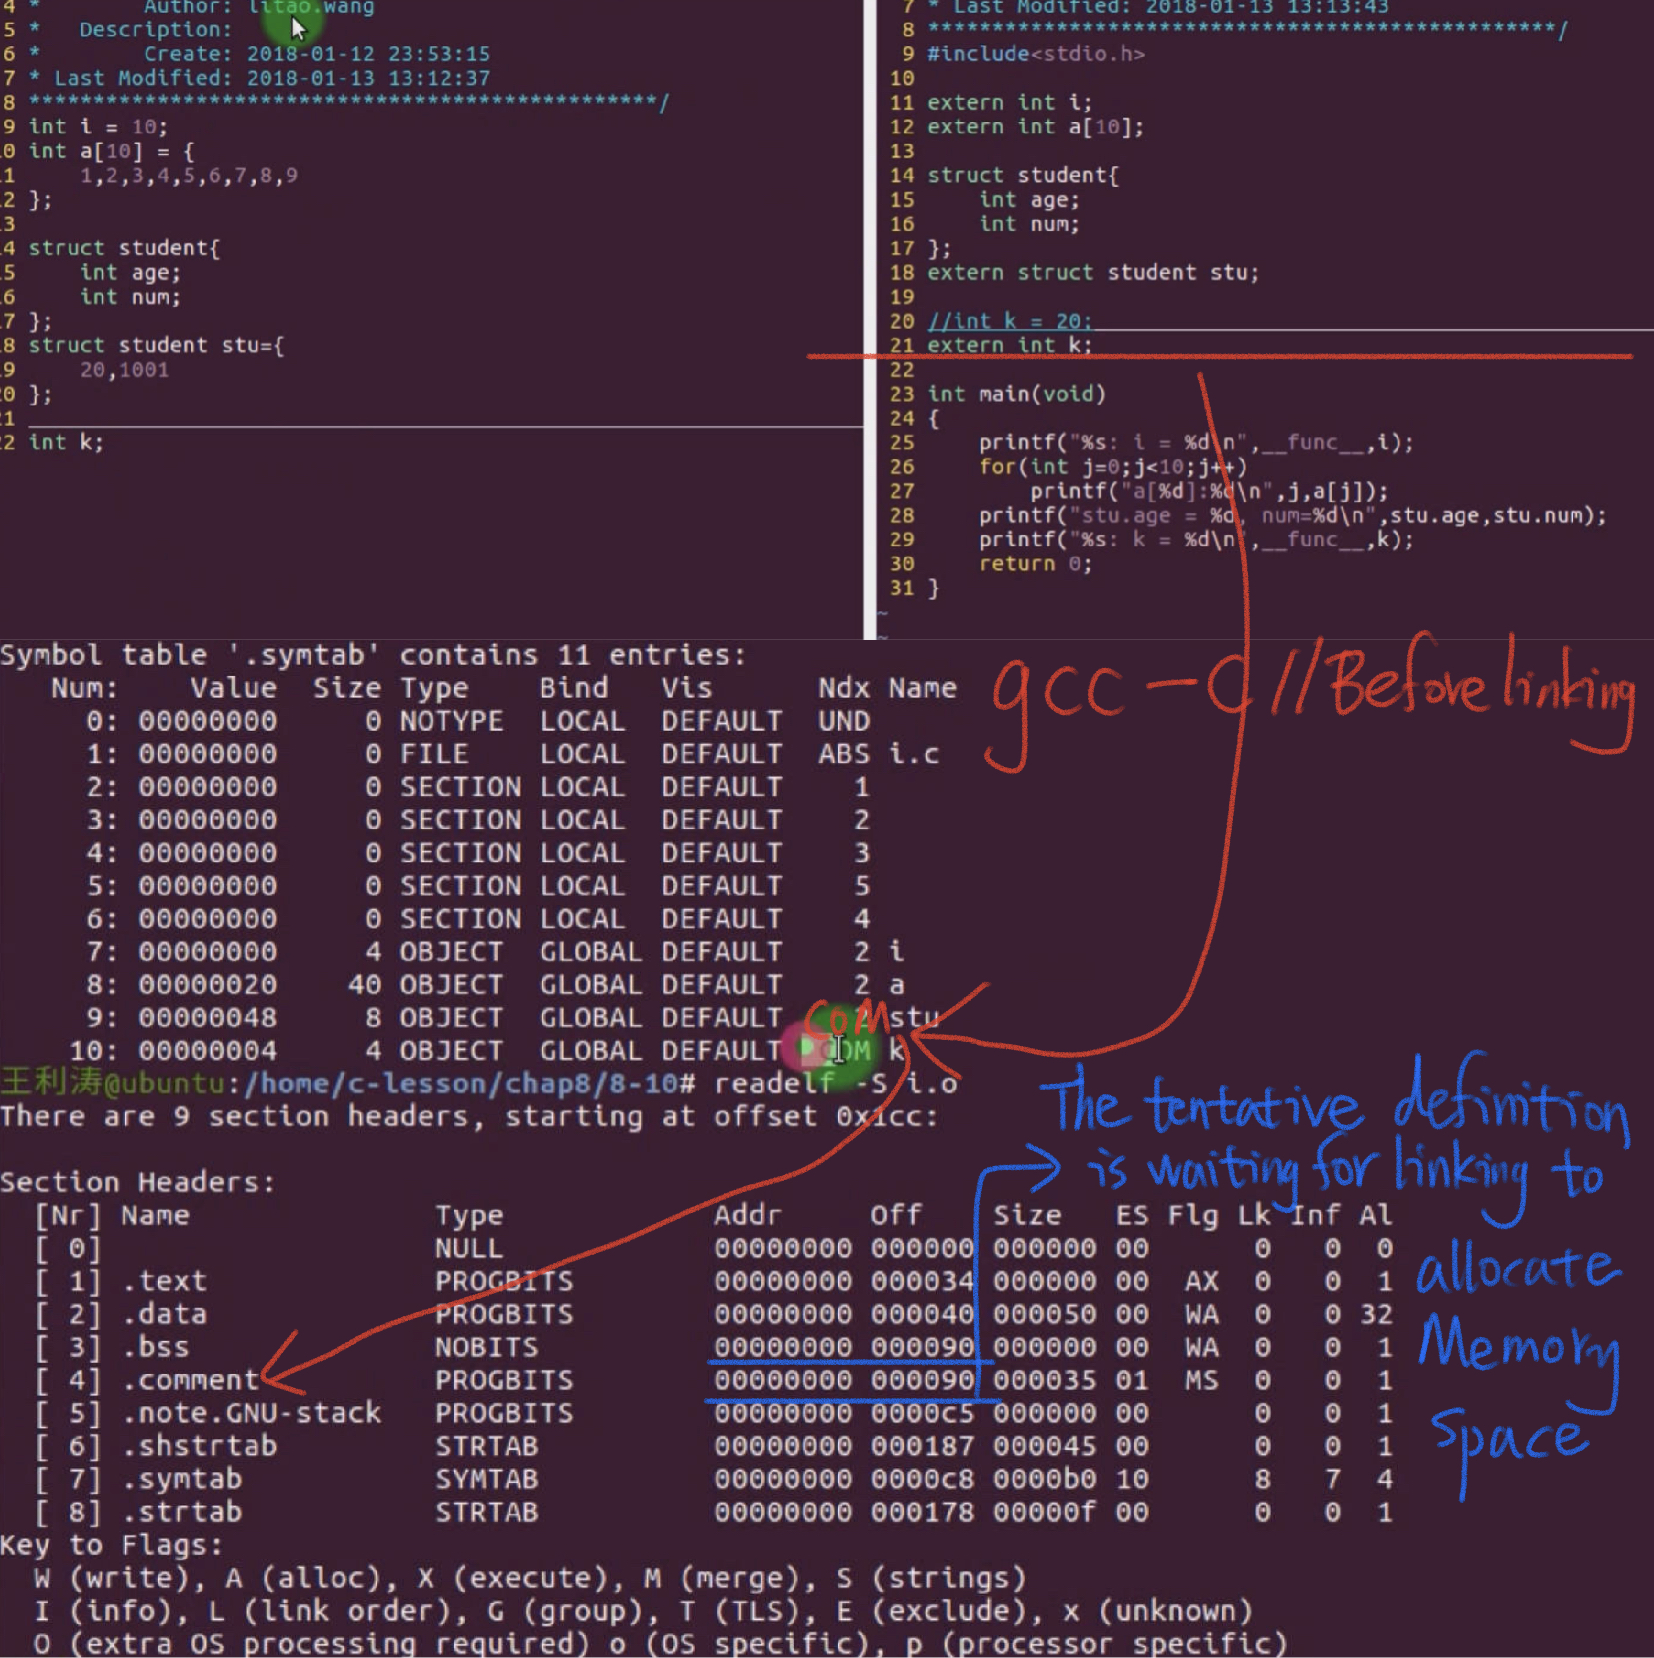 4 *        Author: litao.wang
5 *   Description:
6 *        Create: 2018-01-12 23:53:15
7 * Last Modified: 2018-01-13 13:12:37
8 *************************************************/
9 int i = 10;
0 int a[10] = {
1     1,2,3,4,5,6,7,8,9
2 };
3
4 struct student{
5     int age;
6     int num;
7 };
8 struct student stu={
9     20,1001
0 };
1
2 int k;
7 * Last Modified: 2018-01-13 13:13:43
8 *************************************************/
9 #include<stdio.h>
10
11 extern int i;
12 extern int a[10];
13
14 struct student{
15     int age;
16     int num;
17 };
18 extern struct student stu;
19
20 //int k = 20;
21 extern int k;
22
23 int main(void)
24 {
25     printf("%s: i = %d\n",__func__,i);
26     for(int j=0;j<10;j++)
27         printf("a[%d]:%d\n",j,a[j]);
28     printf("stu.age = %d, num=%d\n",stu.age,stu.num);
29     printf("%s: k = %d\n",__func__,k);
30     return 0;
31 }
~
~
gcc -C // Before linking
Symbol table '.symtab' contains 11 entries:
Num: Value Size Type Bind Vis Ndx Name
0: 00000000 0 NOTYPE LOCAL DEFAULT UND
1: 00000000 0 FILE LOCAL DEFAULT ABS i.c
2: 00000000 0 SECTION LOCAL DEFAULT 1
3: 00000000 0 SECTION LOCAL DEFAULT 2
4: 00000000 0 SECTION LOCAL DEFAULT 3
5: 00000000 0 SECTION LOCAL DEFAULT 5
6: 00000000 0 SECTION LOCAL DEFAULT 4
7: 00000000 4 OBJECT GLOBAL DEFAULT 2 i
8: 00000020 40 OBJECT GLOBAL DEFAULT 2 a
9: 00000048 8 OBJECT GLOBAL DEFAULT 2 stu
COM
10: 00000004 4 OBJECT GLOBAL DEFAULT COM k
王利涛@ubuntu:/home/c-lesson/chap8/8-10# readelf -S i.o
There are 9 section headers, starting at offset 0x1cc:
The tentative definition
is waiting for linking to
allocate
Memory
space
Section Headers:
[Nr] Name Type Addr Off Size ES Flg Lk Inf Al
[ 0] NULL 00000000 000000 000000 00 0 0 0
[ 1] .text PROGBITS 00000000 000034 000000 00 AX 0 0 1
[ 2] .data PROGBITS 00000000 000040 000050 00 WA 0 0 32
[ 3] .bss NOBITS 00000000 000090 000000 00 WA 0 0 1
[ 4] .comment PROGBITS 00000000 000090 000035 01 MS 0 0 1
[ 5] .note.GNU-stack PROGBITS 00000000 0000c5 000000 00 0 0 1
[ 6] .shstrtab STRTAB 00000000 000187 000045 00 0 0 1
[ 7] .symtab SYMTAB 00000000 0000c8 0000b0 10 8 7 4
[ 8] .strtab STRTAB 00000000 000178 00000f 00 0 0 1
Key to Flags:
W (write), A (alloc), X (execute), M (merge), S (strings)
I (info), L (link order), G (group), T (TLS), E (exclude), x (unknown)
O (extra OS processing required) o (OS specific), p (processor specific)